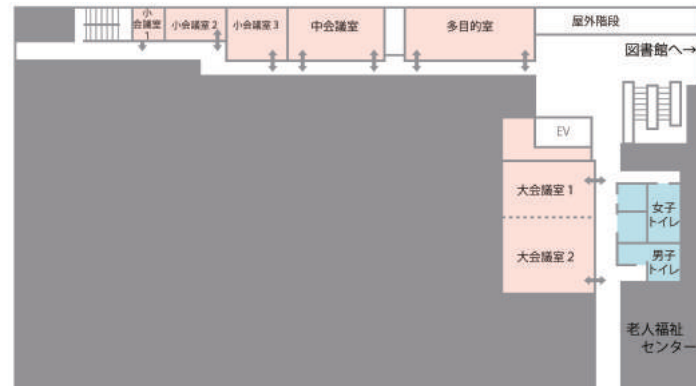 小
会議室
1
小会議室 2
小会議室 3
中会議室
多目的室
屋外階段
図書館へ→
EV
大会議室 1
大会議室 2
女子
トイレ
男子
トイレ
老人福祉
センター